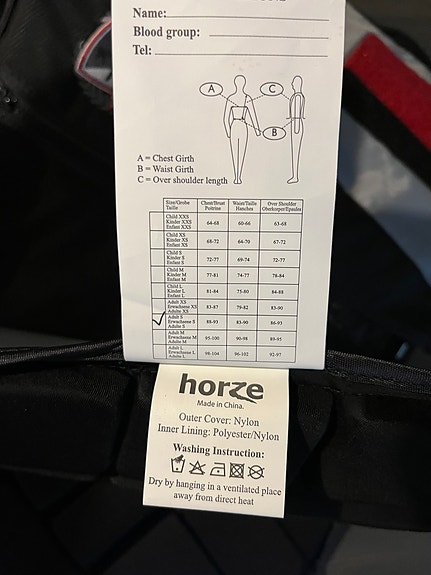 Name:
Blood group:
Tel:
A
C
B
A = Chest Girth
B = Waist Girth
C = Over shoulder length
Size/Grobe Taille Chest/Brust Poitrine Waist/Taille Hanches Over Shoulder Oberkorper/Epaules
Child XXS
Kinder XXS 64-68 60-66 63-68
Enfant XXS
Child XS
Kinder XS 68-72 64-70 67-72
Enfant XS
Child S
Kinder S 72-77 69-74 72-77
Enfant S
Child M
Kinder M 77-81 74-77 78-84
Enfant M
Child L
Kinder L 81-84 75-80 84-88
Enfant L
Adult XS
Erwachsene XS 83-87 79-82 83-90
Adulte XS
Adult S
Erwachsene S 88-93 83-90 86-93
Adulte S
Adult M
Erwachsene M 95-100 90-98 89-95
Adulte M
Adult L
Erwachsene L 98-104 96-102 92-97
Adulte L
horze
Made in China.
Outer Cover: Nylon
Inner Lining: Polyester/Nylon
Washing Instruction:
Dry by hanging in a ventilated place
away from direct heat